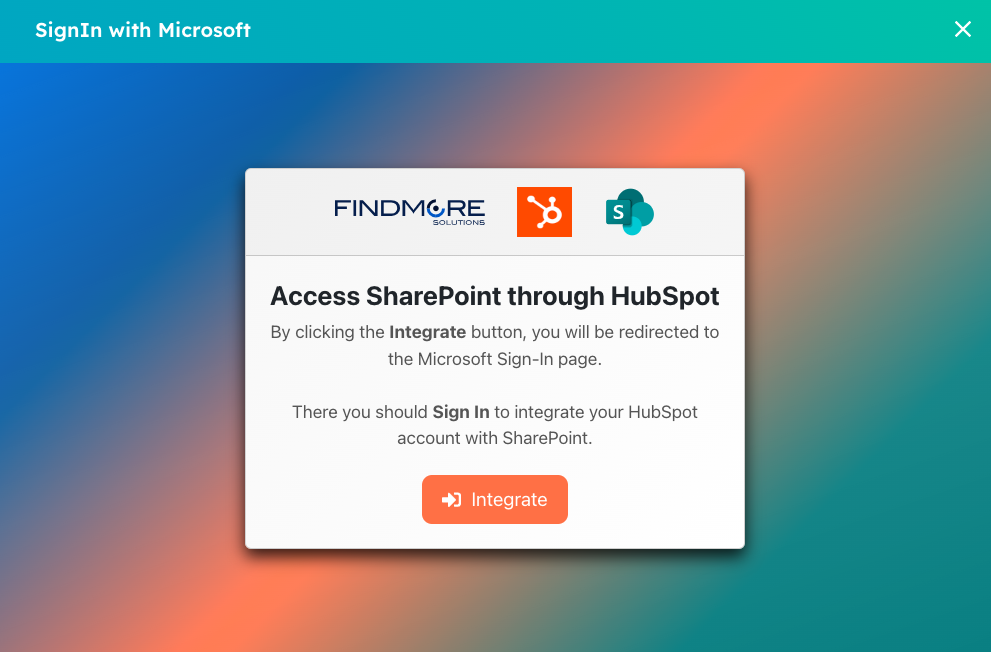 SignIn with Microsoft
FINDMORE
SOLUTIONS
S
Access SharePoint through HubSpot
By clicking the Integrate button, you will be redirected to
the Microsoft Sign-In page.
There you should Sign In to integrate your HubSpot
account with SharePoint.
Integrate